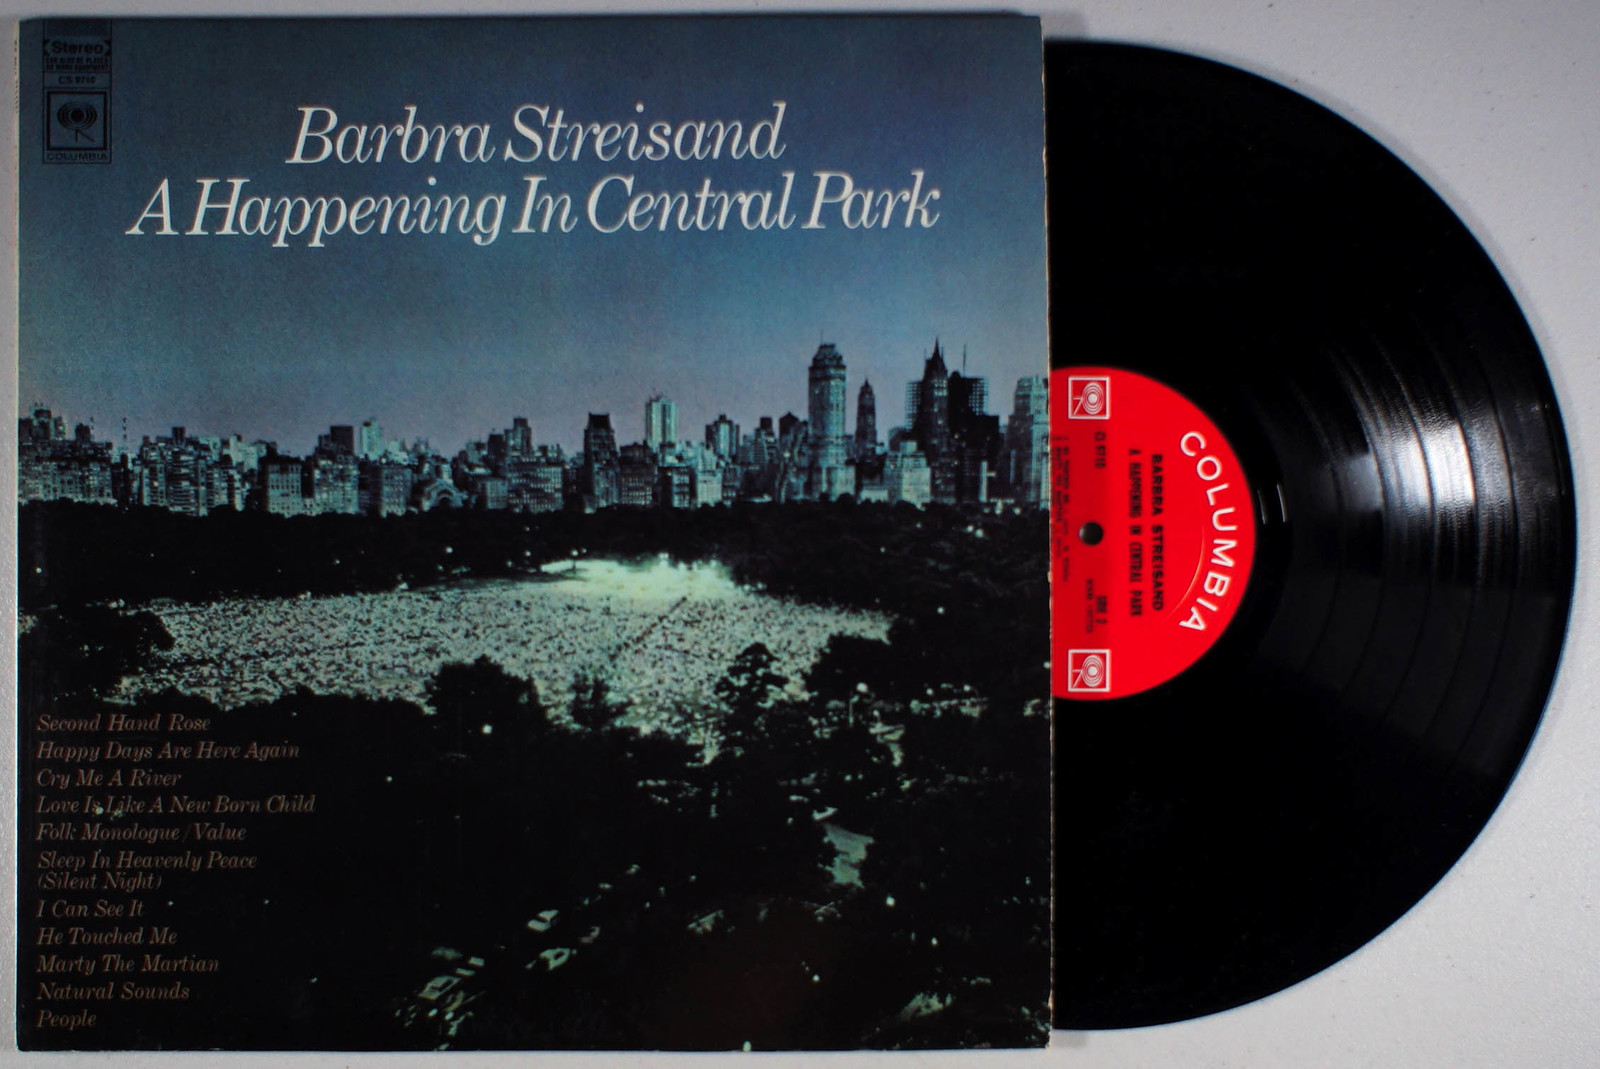 Stereo
CS 9710
COLUMBIA
Barbra Streisand
A Happening In Central Park
Second Hand Rose
Happy Days Are Here Again
Cry Me A River
Love Is Like A New Born Child
Folk Monologue/Value
Sleep In Heavenly Peace
(Silent Night)
I Can See It
He Touched Me
Marty The Martian
Natural Sounds
People
COLUMBIA
BARBRA STREISAND
A HAPPENING IN CENTRAL PARK
SIDE 2